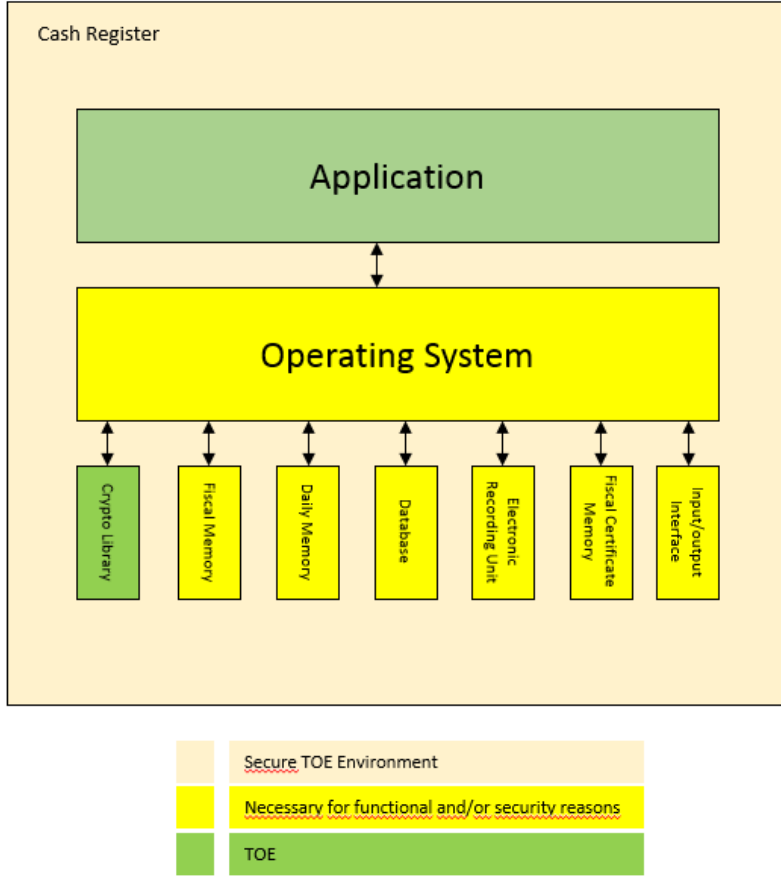 Cash Register
Application
Operating System
Crypto Library
Fiscal Memory
Daily Memory
Database
Electronic
Recording Unit
Fiscal Certificate
Memory
Input/output
Interface
Secure TOE Environment
Necessary for functional and/or security reasons
TOE